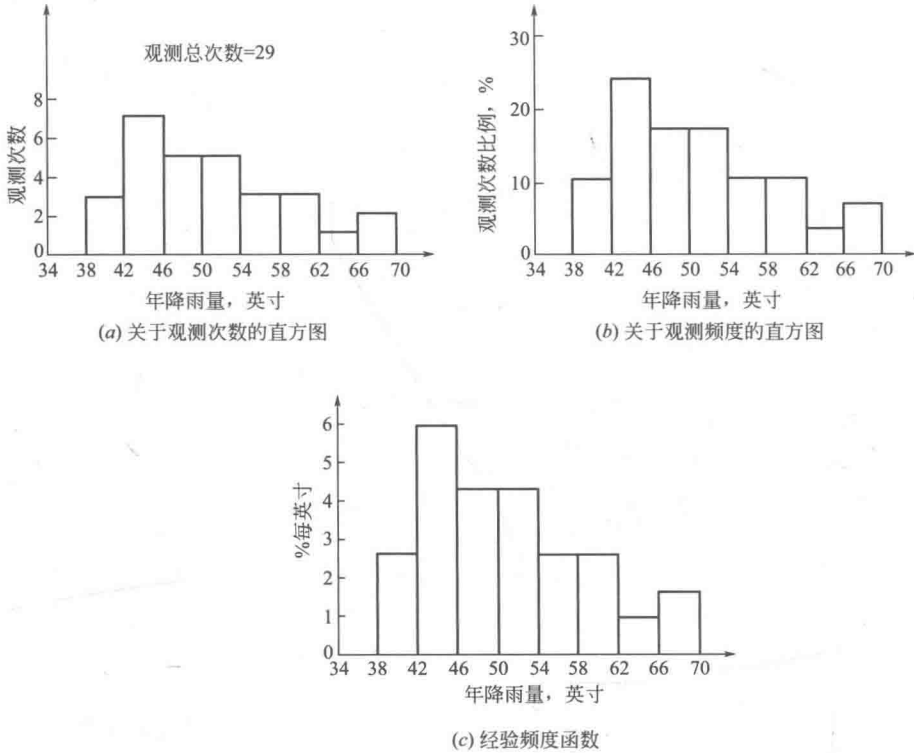 观测总次数=29
观测次数
8
6
4
2
0
34 38 42 46 50 54 58 62 66 70
年降雨量，英寸
(a) 关于观测次数的直方图
观测次数比例，%
30
20
10
0
34 38 42 46 50 54 58 62 66 70
年降雨量，英寸
(b) 关于观测频度的直方图
%每英寸
6
5
4
3
2
1
0
34 38 42 46 50 54 58 62 66 70
年降雨量，英寸
(c) 经验频度函数